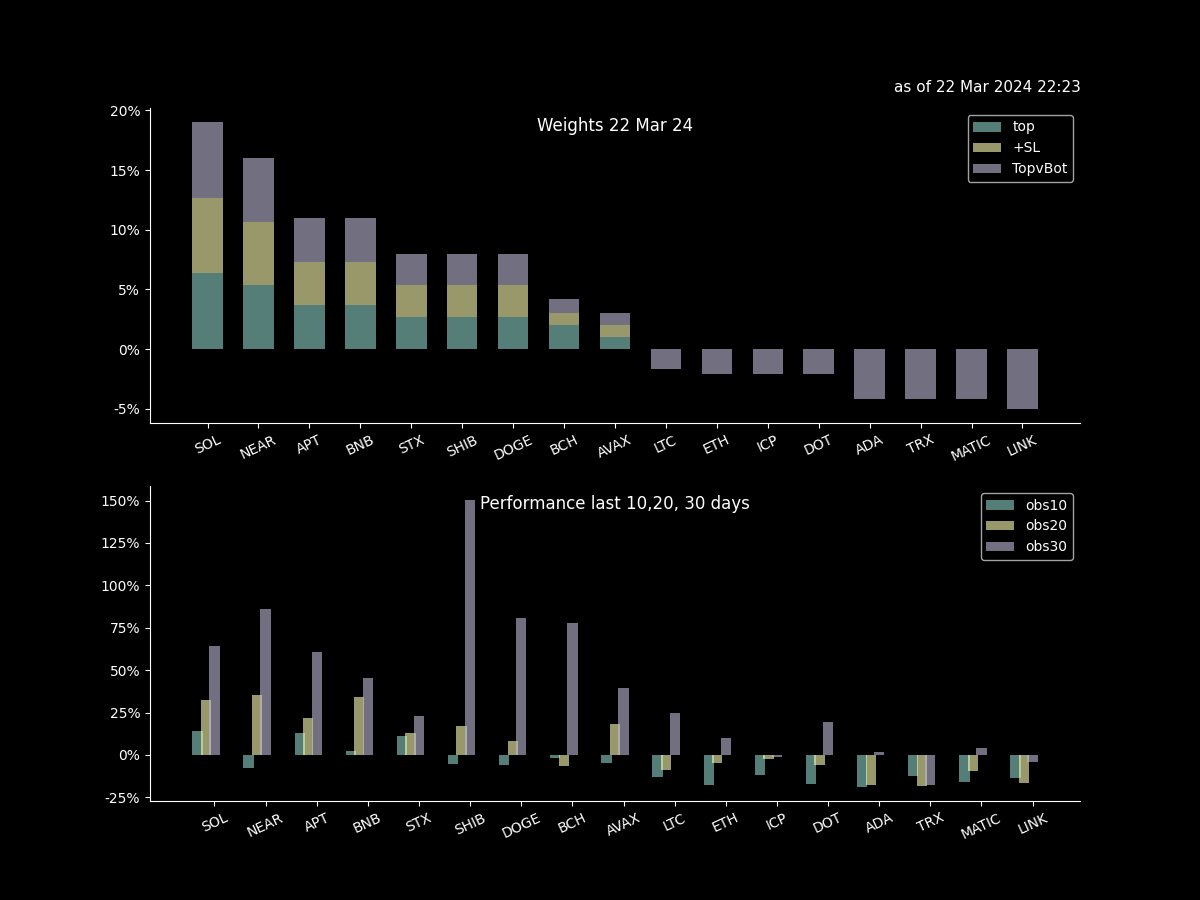 as of 22 Mar 2024 22:23
Weights 22 Mar 24
top
+SL
TopvBot
20%
15%
10%
5%
0%
-5%
SOL NEAR APT BNB STX SHIB DOGE BCH AVAX LTC ETH ICP DOT ADA TRX MATIC LINK
Performance last 10,20, 30 days
obs10
obs20
obs30
150%
125%
100%
75%
50%
25%
0%
-25%
SOL NEAR APT BNB STX SHIB DOGE BCH AVAX LTC ETH ICP DOT ADA TRX MATIC LINK